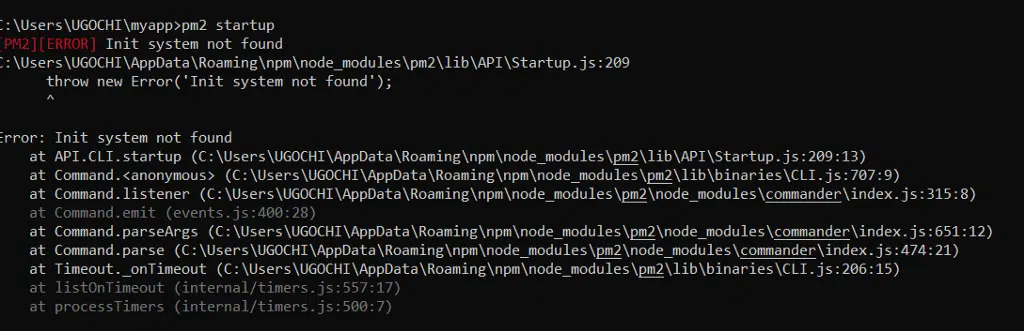 C:\Users\UGOCHI\myapp>pm2 startup
[PM2][ERROR] Init system not found
C:\Users\UGOCHI\AppData\Roaming\npm\node_modules\pm2\lib\API\Startup.js:209
      throw new Error('Init system not found');
      ^
Error: Init system not found
    at API.CLI.startup (C:\Users\UGOCHI\AppData\Roaming\npm\node_modules\pm2\lib\API\Startup.js:209:13)
    at Command.<anonymous> (C:\Users\UGOCHI\AppData\Roaming\npm\node_modules\pm2\lib\binaries\CLI.js:707:9)
    at Command.listener (C:\Users\UGOCHI\AppData\Roaming\npm\node_modules\pm2\node_modules\commander\index.js:315:8)
    at Command.emit (events.js:400:28)
    at Command.parseArgs (C:\Users\UGOCHI\AppData\Roaming\npm\node_modules\pm2\node_modules\commander\index.js:651:12)
    at Command.parse (C:\Users\UGOCHI\AppData\Roaming\npm\node_modules\pm2\node_modules\commander\index.js:474:21)
    at Timeout._onTimeout (C:\Users\UGOCHI\AppData\Roaming\npm\node_modules\pm2\lib\binaries\CLI.js:206:15)
    at listOnTimeout (internal/timers.js:557:17)
    at processTimers (internal/timers.js:500:7)